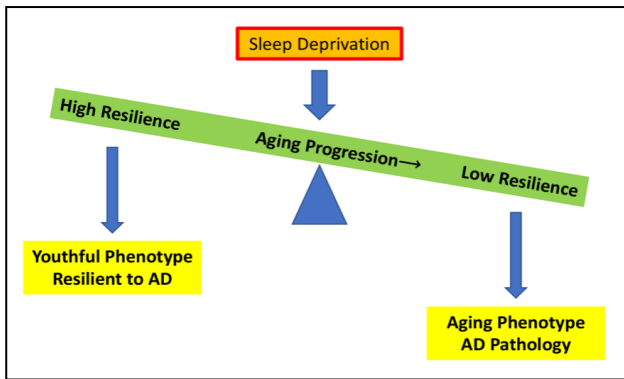 Sleep Deprivation
High Resilience
Aging Progression→
Low Resilience
Youthful Phenotype
Resilient to AD
Aging Phenotype
AD Pathology